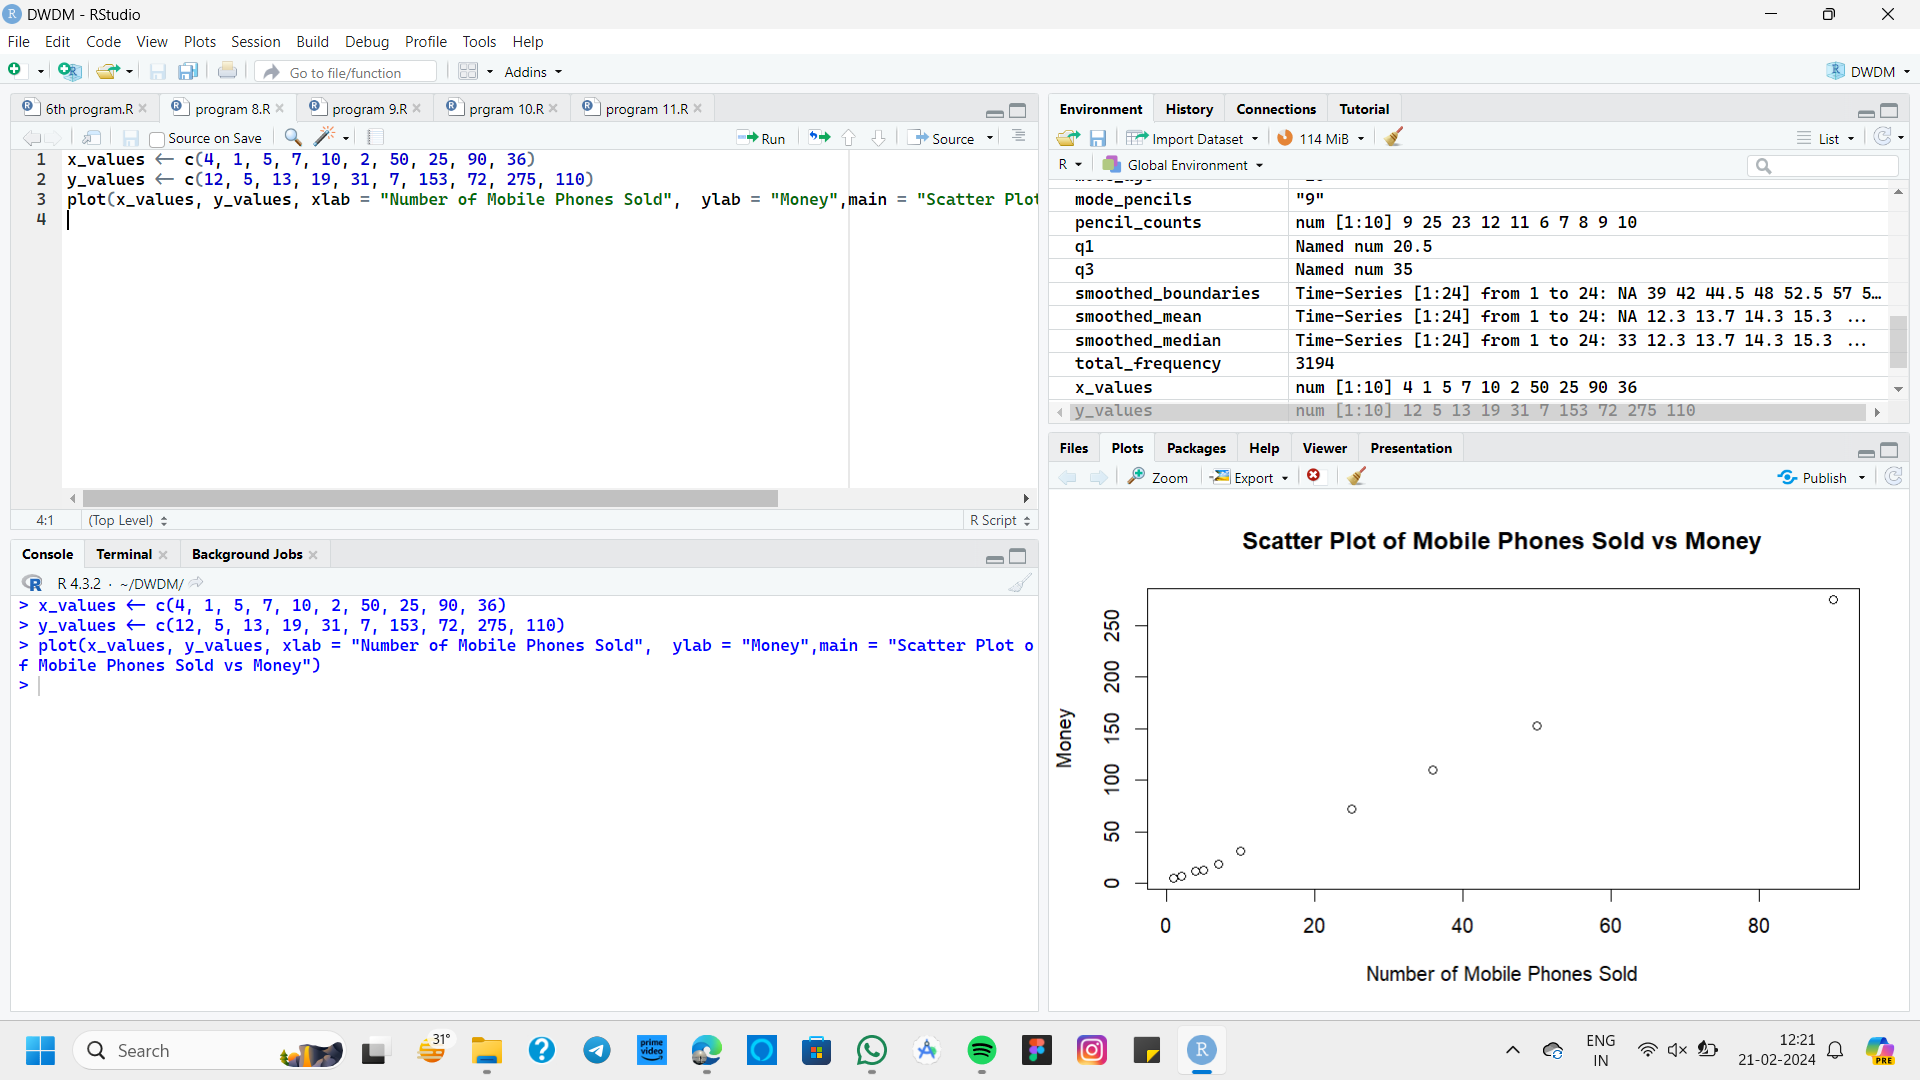 DWDM - RStudio
File Edit Code View Plots Session Build Debug Profile Tools Help
Go to file/function Addins DWDM
6th program.R program 8.R program 9.R prgram 10.R program 11.R
Source on Save Run Source
1 x_values <- c(4, 1, 5, 7, 10, 2, 50, 25, 90, 36)
2 y_values <- c(12, 5, 13, 19, 31, 7, 153, 72, 275, 110)
3 plot(x_values, y_values, xlab = "Number of Mobile Phones Sold",  ylab = "Money",main = "Scatter Plot
4
4:1 (Top Level) R Script
Console Terminal Background Jobs
R 4.3.2 · ~/DWDM/
> x_values <- c(4, 1, 5, 7, 10, 2, 50, 25, 90, 36)
> y_values <- c(12, 5, 13, 19, 31, 7, 153, 72, 275, 110)
> plot(x_values, y_values, xlab = "Number of Mobile Phones Sold",  ylab = "Money",main = "Scatter Plot o
f Mobile Phones Sold vs Money")
>
Environment History Connections Tutorial
Import Dataset 114 MiB List
R Global Environment
mode_pencils "9"
pencil_counts num [1:10] 9 25 23 12 11 6 7 8 9 10
q1 Named num 20.5
q3 Named num 35
smoothed_boundaries Time-Series [1:24] from 1 to 24: NA 39 42 44.5 48 52.5 57 5…
smoothed_mean Time-Series [1:24] from 1 to 24: NA 12.3 13.7 14.3 15.3 ...
smoothed_median Time-Series [1:24] from 1 to 24: 33 12.3 13.7 14.3 15.3 ...
total_frequency 3194
x_values num [1:10] 4 1 5 7 10 2 50 25 90 36
y_values num [1:10] 12 5 13 19 31 7 153 72 275 110
Files Plots Packages Help Viewer Presentation
Zoom Export Publish
Scatter Plot of Mobile Phones Sold vs Money
Money
250
200
150
100
50
0
0 20 40 60 80
Number of Mobile Phones Sold
Search
31°
prime video
R
ENG
IN
12:21
21-02-2024
PRE